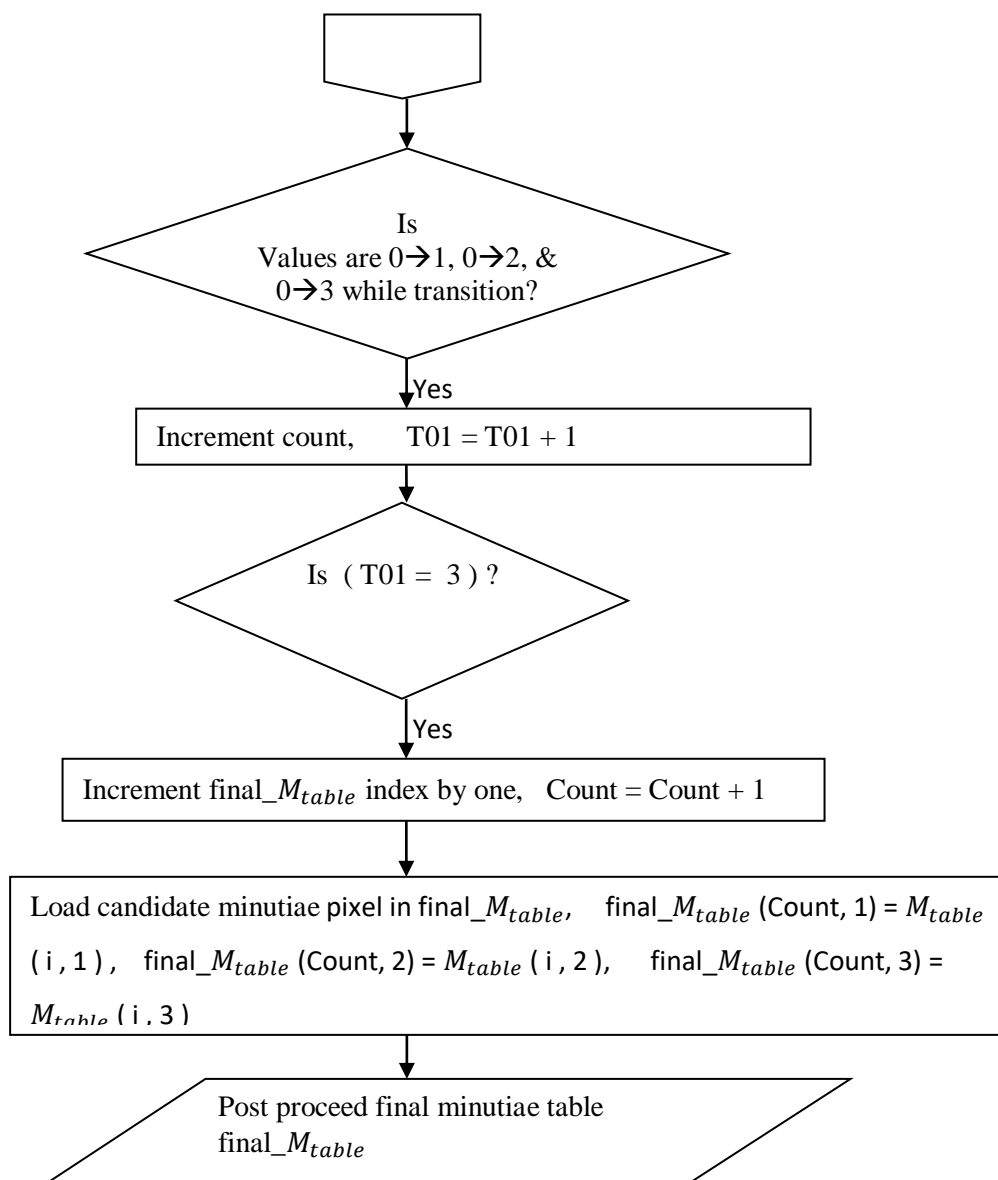 Is
Values are 0→1, 0→2, &
0→3 while transition?
Yes
Increment count, T01 = T01 + 1
Is ( T01 = 3 ) ?
Yes
Increment final_M_table index by one, Count = Count + 1
Load candidate minutiae pixel in final_M_table, final_M_table (Count, 1) = M_table
( i , 1 ) , final_M_table (Count, 2) = M_table ( i , 2 ), final_M_table (Count, 3) =
M_table ( i , 3 )
Post proceed final minutiae table
final_M_table